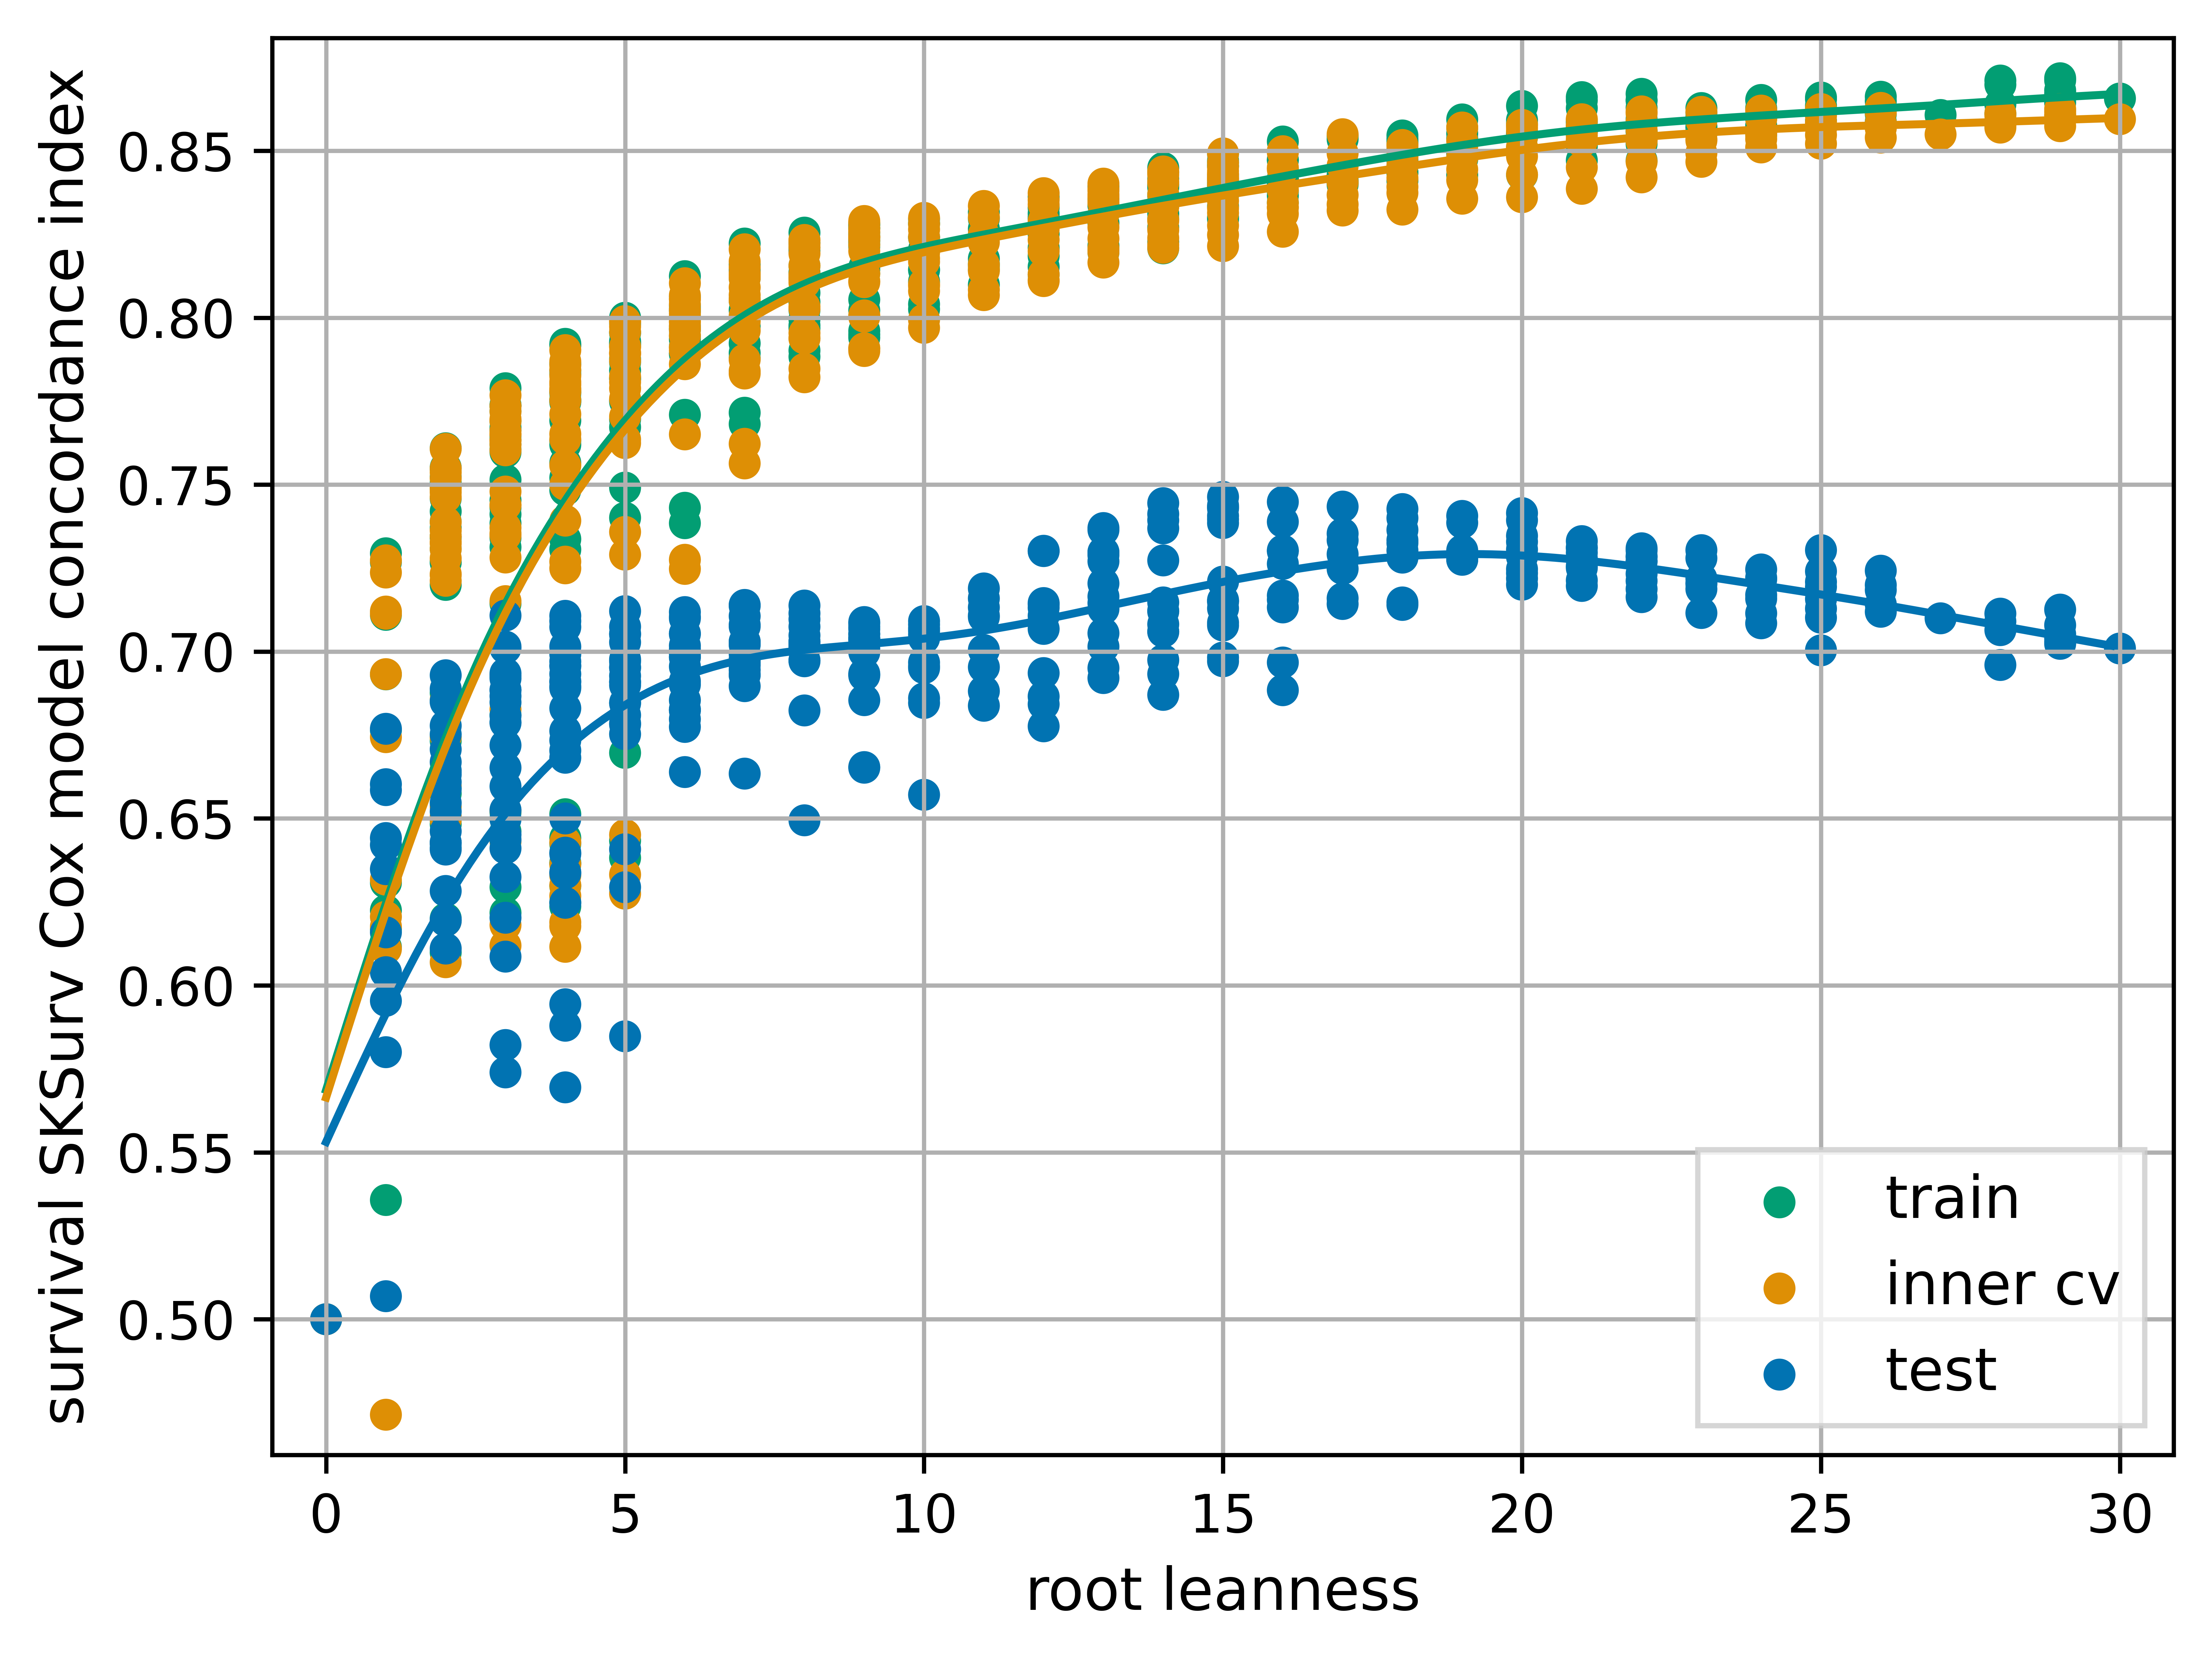 survival SKSurv Cox model concordance index
0.85
0.80
0.75
0.70
0.65
0.60
0.55
0.50
train
inner cv
test
0 5 10 15 20 25 30
root leanness